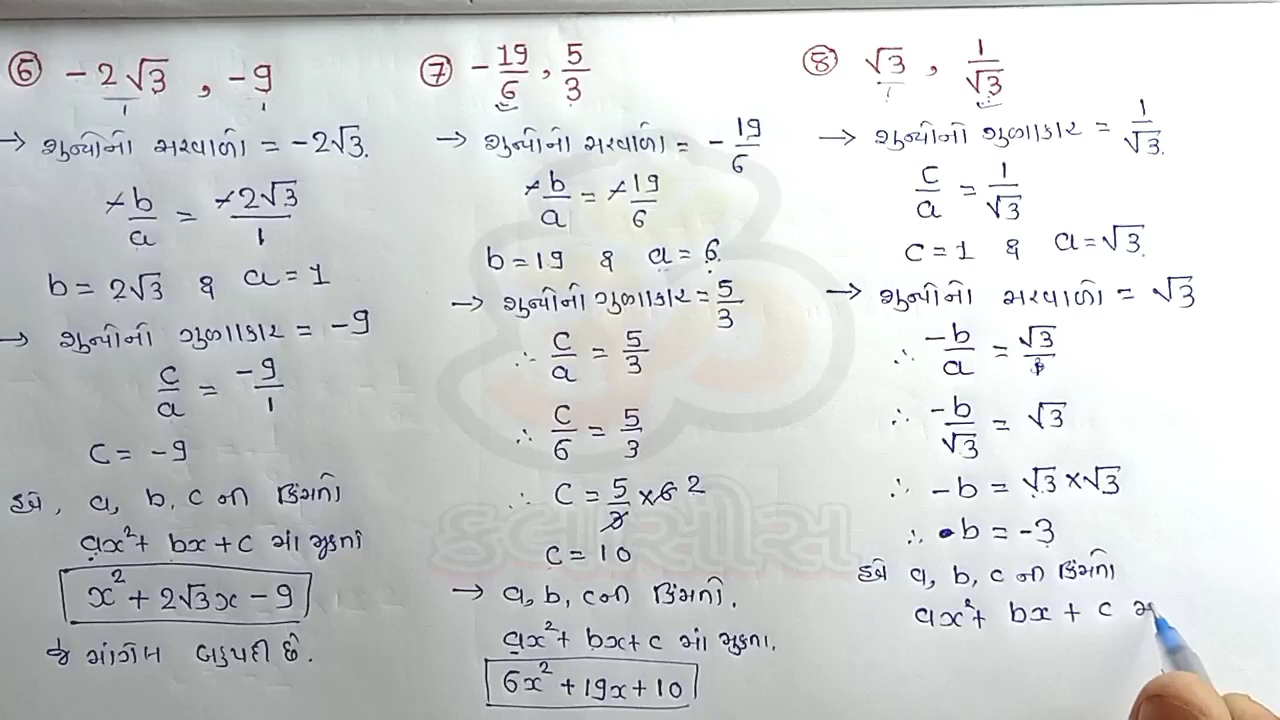 ⑥ -2√3 , -9
→ શૂન્યોનો સરવાળો = -2√3.
-b/a = -2√3/1
b = 2√3 & a = 1
→ શૂન્યોનો ગુણાકાર = -9
c/a = -9/1
c = -9
હવે, a, b, c ની કિંમતો
ax² + bx + c માં મુકતાં
x² + 2√3x - 9
જે માંગેલ બહુપદી છે.
⑦ -19/6 , 5/3
→ શૂન્યોનો સરવાળો = -19/6
-b/a = -19/6
b = 19 & a = 6
→ શૂન્યોનો ગુણાકાર = 5/3
∴ c/a = 5/3
∴ c/6 = 5/3
∴ c = 5/3 × 6 2
c = 10
→ a, b, c ની કિંમતો,
ax² + bx + c માં મુકતા,
6x² + 19x + 10
⑧ √3 , 1/√3
→ શૂન્યોનો ગુણાકાર = 1/√3.
c/a = 1/√3
c = 1 & a = √3.
→ શૂન્યોનો સરવાળો = √3
∴ -b/a = √3/1
∴ -b/√3 = √3
∴ -b = √3 × √3
∴ b = -3
હવે a, b, c ની કિંમતો
ax² + bx + c મ
ક્લાસીસ